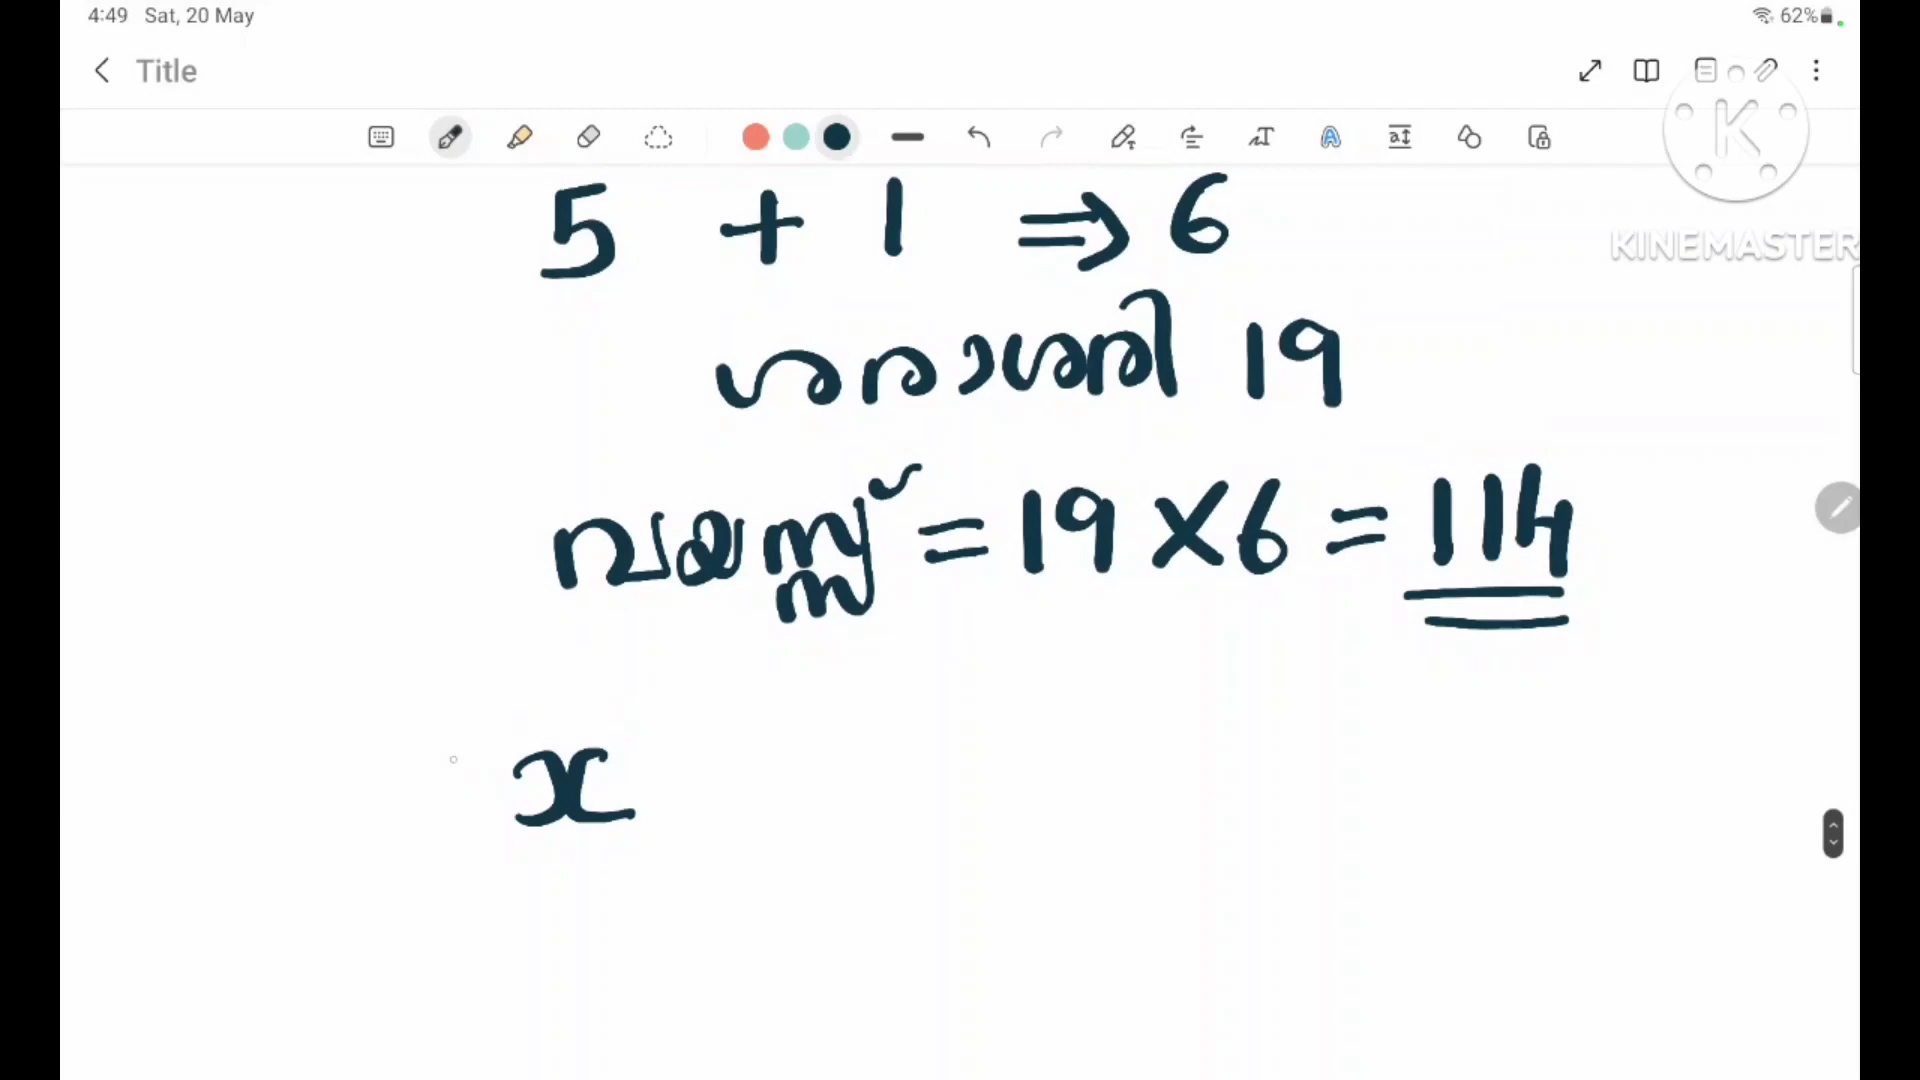 4:49 Sat, 20 May 62%
Title
K
KINEMASTER
5 + 1 ⇒ 6
ശരാശരി 19
വയസ്സ് = 19 × 6 = 114
x